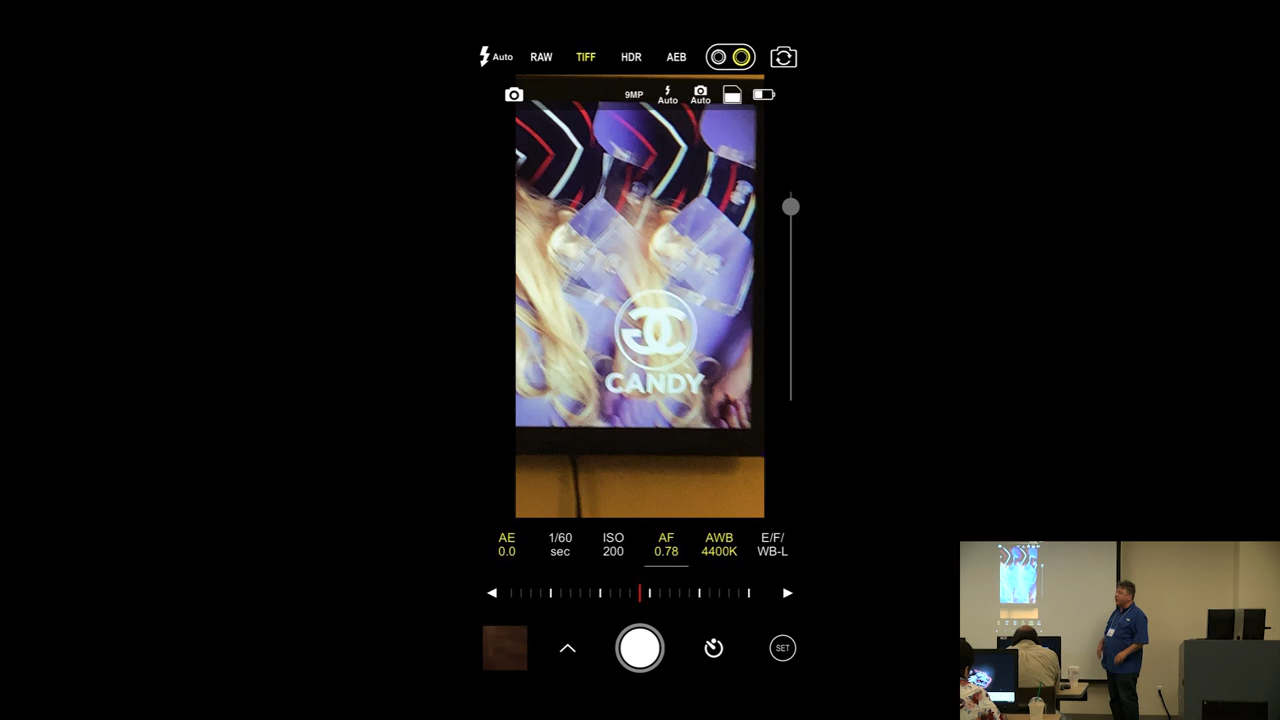 Auto RAW TIFF HDR AEB
9MP Auto Auto
CANDY
AE 1/60 ISO AF AWB E/F/
0.0 sec 200 0.78 4400K WB-L
SET